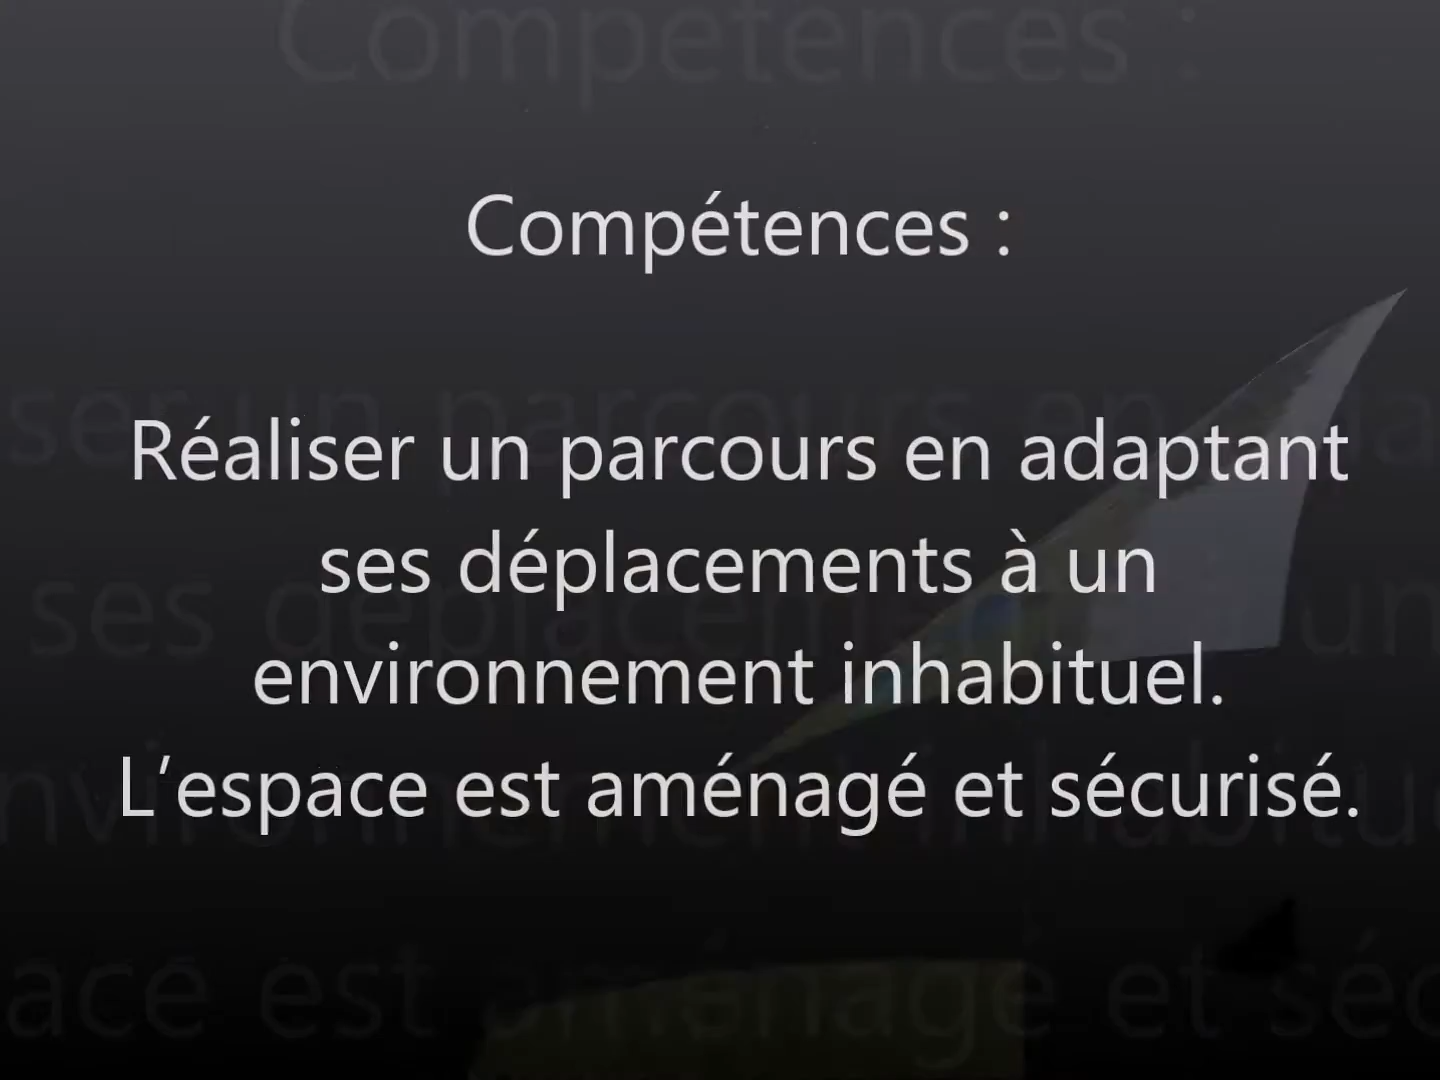 Compétences :
Réaliser un parcours en adaptant
ses déplacements à un
environnement inhabituel.
L’espace est aménagé et sécurisé.